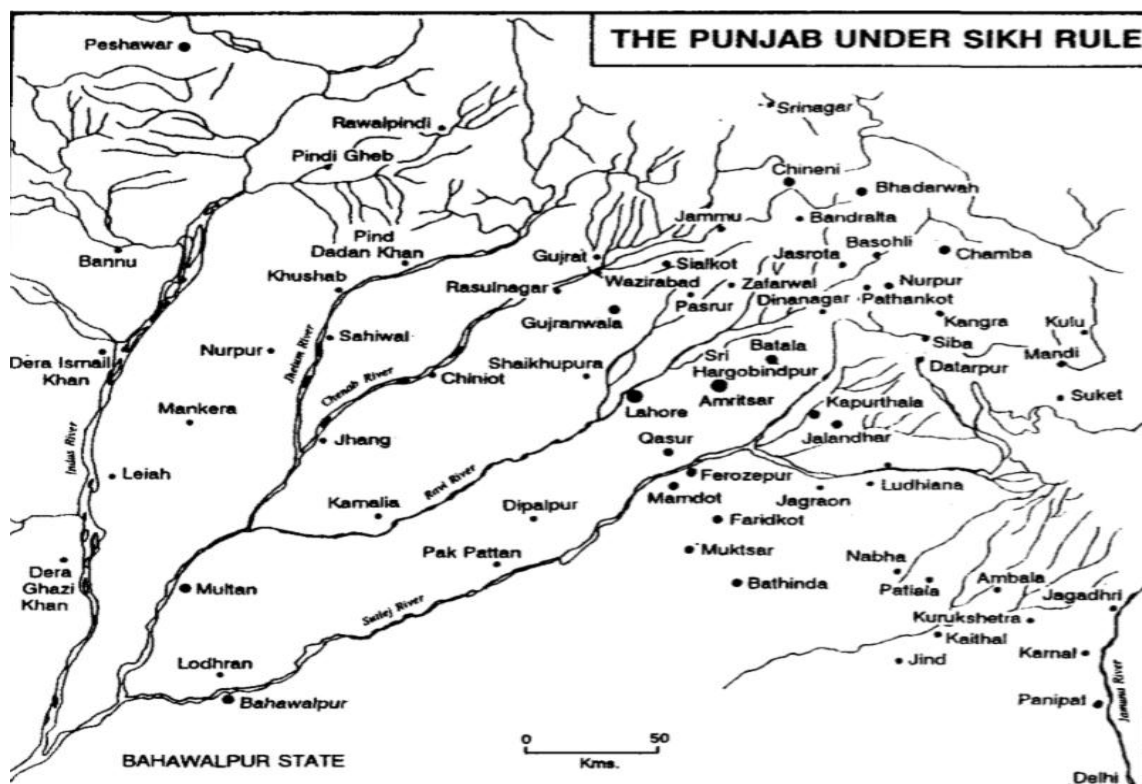 THE PUNJAB UNDER SIKH RULE
Peshawar
Srinagar
Rawalpindi
Pindi Gheb
Chineni
Bhadarwah
Jammu
Bandralta
Pind
Dadan Khan
Bannu
Gujrat
Basohli
Chamba
Khushab
Sialkot
Jasrota
Rasulnagar
Wazirabad
Zafarwal
Nurpur
Pasrur
Dinanagar
Pathankot
Gujranwala
Kangra
Kulu
Sahiwal
Jhelum River
Nurpur
Dera Ismail
Khan
Shaikhupura
Batala
Siba
Mandi
Sri
Hargobindpur
Datarpur
Chenab River
Chiniot
Mankera
Lahore
Amritsar
Kapurthala
Suket
Indus River
Jhang
Qasur
Jalandhar
Leiah
Ravi River
Ferozepur
Ludhiana
Kamalia
Dipalpur
Mamdot
Jagraon
Faridkot
Pak Pattan
Muktsar
Nabha
Dera
Ghazi
Khan
Multan
Bathinda
Patiala
Ambala
Jagadhri
Sutlej River
Kurukshetra
Kaithal
Lodhran
Jind
Karnal
Jamuna River
Bahawalpur
Panipat
0 50
Kms.
BAHAWALPUR STATE
Delhi